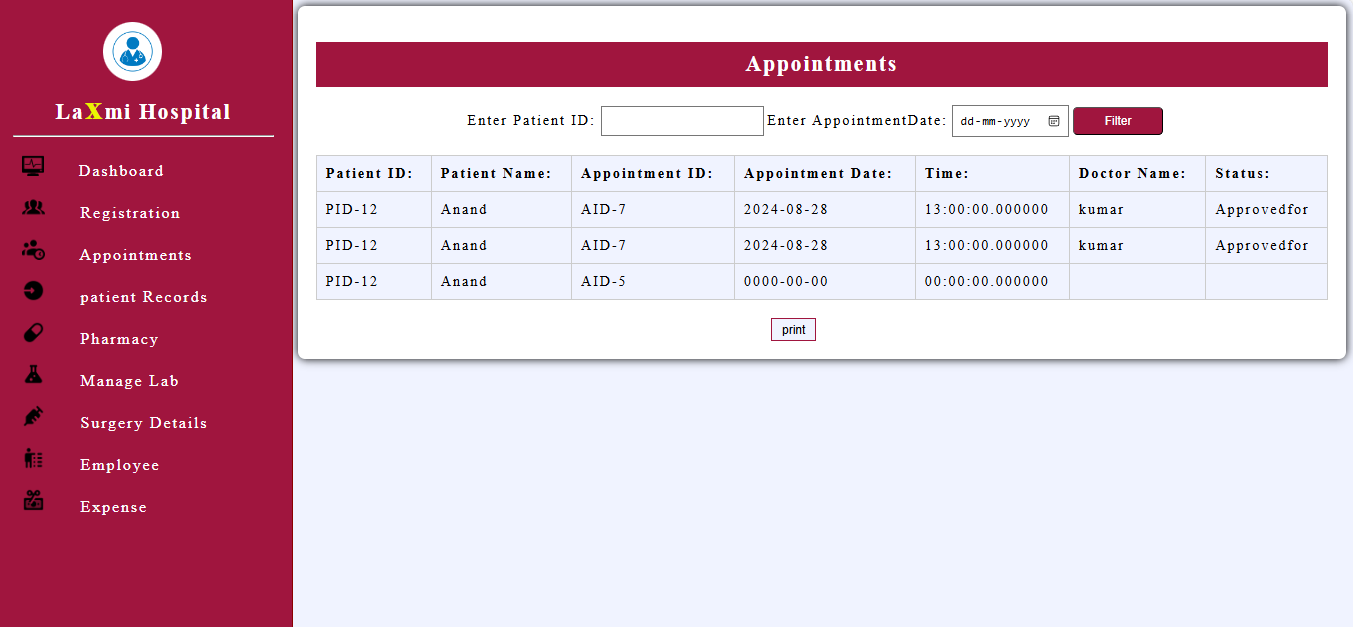 LaXmi Hospital
Dashboard
Registration
Appointments
patient Records
Pharmacy
Manage Lab
Surgery Details
Employee
Expense
Appointments
Enter Patient ID: Enter AppointmentDate: dd-mm-yyyy Filter
Patient ID: Patient Name: Appointment ID: Appointment Date: Time: Doctor Name: Status:
PID-12 Anand AID-7 2024-08-28 13:00:00.000000 kumar Approvedfor
PID-12 Anand AID-7 2024-08-28 13:00:00.000000 kumar Approvedfor
PID-12 Anand AID-5 0000-00-00 00:00:00.000000
print